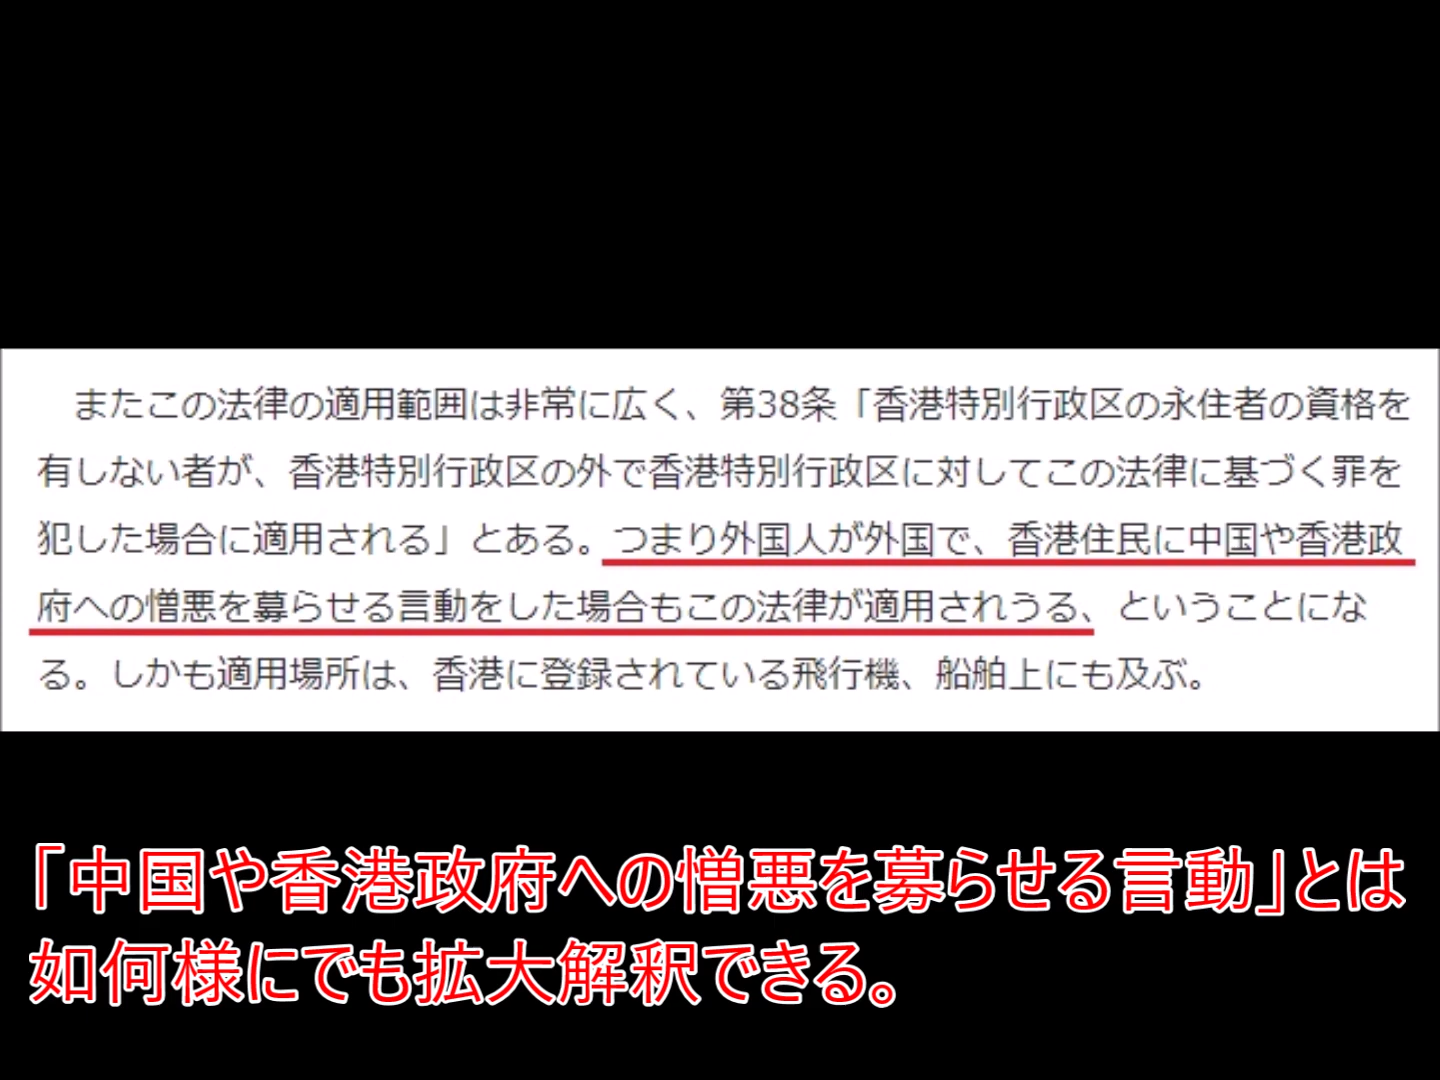 またこの法律の適用範囲は非常に広く、第38条「香港特別行政区の永住者の資格を
有しない者が、香港特別行政区の外で香港特別行政区に対してこの法律に基づく罪を
犯した場合に適用される」とある。つまり外国人が外国で、香港住民に中国や香港政
府への憎悪を募らせる言動をした場合もこの法律が適用されうる、ということにな
る。しかも適用場所は、香港に登録されている飛行機、船舶上にも及ぶ。
「中国や香港政府への憎悪を募らせる言動」とは
如何様にでも拡大解釈できる。